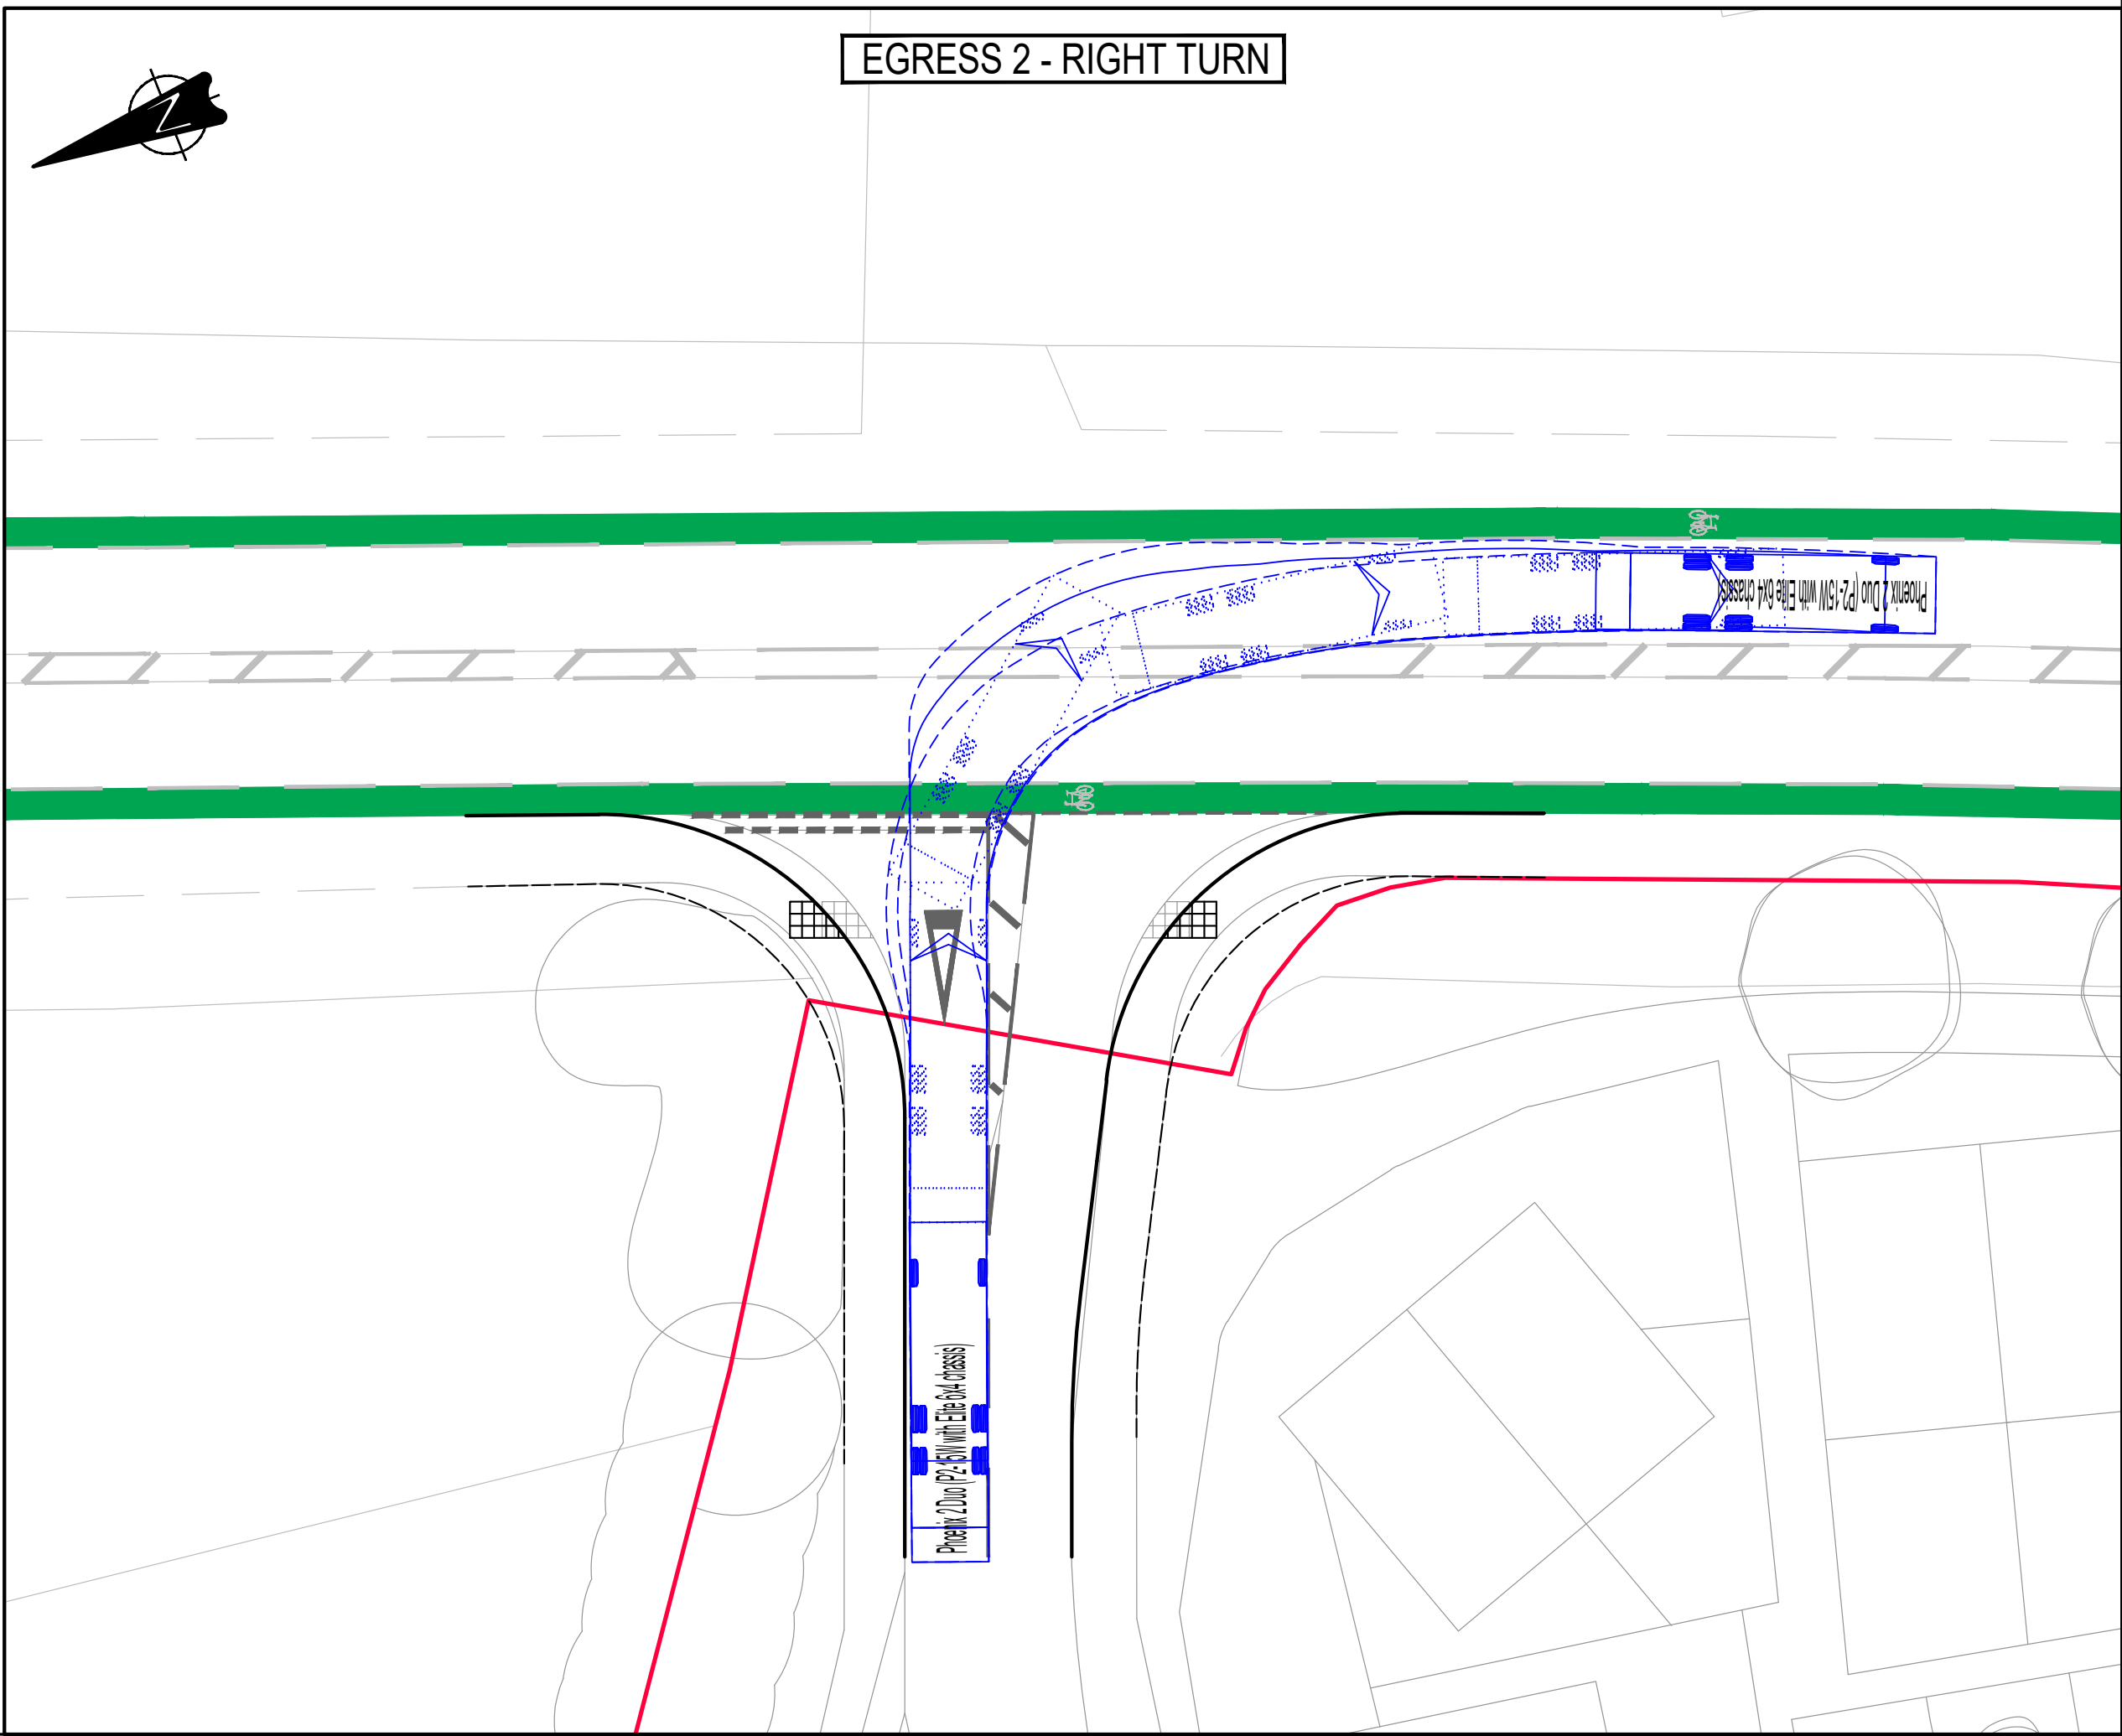 EGRESS 2 - RIGHT TURN
N
Phoenix 2 Duo (P2-15W with Elite 6x4 chassis)
Phoenix 2 Duo (P2-15W with Elite 6x4 chassis)